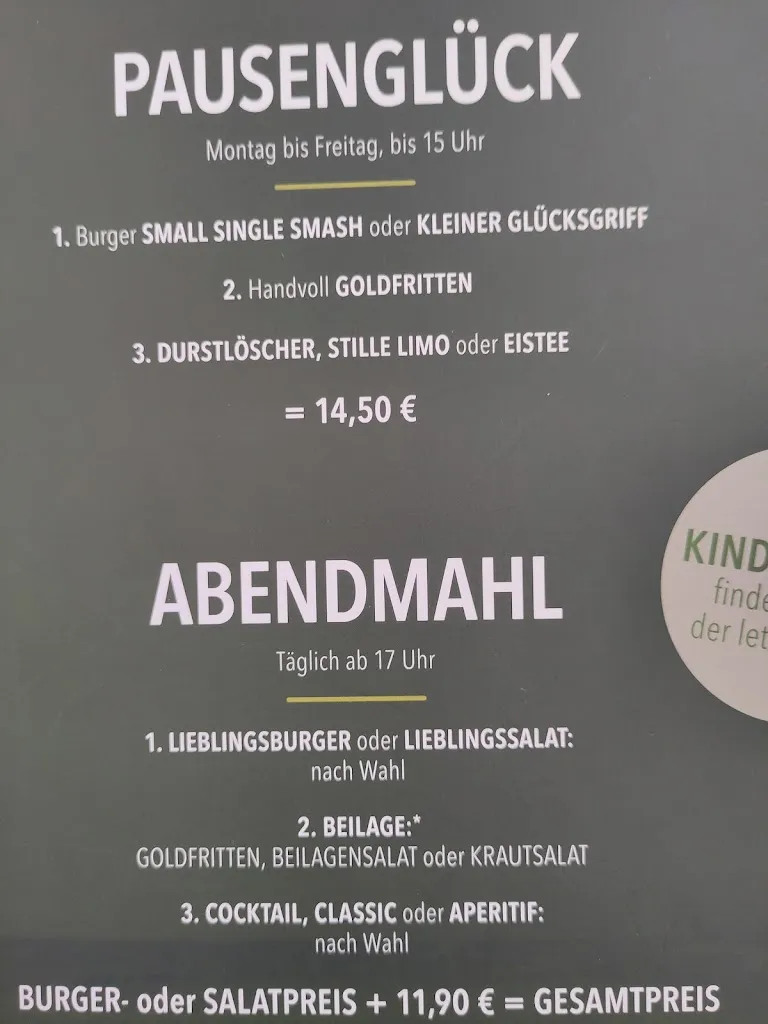 PAUSENGLÜCK
Montag bis Freitag, bis 15 Uhr
1. Burger SMALL SINGLE SMASH oder KLEINER GLÜCKSGRIFF
2. Handvoll GOLDFRITTEN
3. DURSTLÖSCHER, STILLE LIMO oder EISTEE
= 14,50 €
KIND
finde
der let
ABENDMAHL
Täglich ab 17 Uhr
1. LIEBLINGSBURGER oder LIEBLINGSSALAT:
nach Wahl
2. BEILAGE:*
GOLDFRITTEN, BEILAGENSALAT oder KRAUTSALAT
3. COCKTAIL, CLASSIC oder APERITIF:
nach Wahl
BURGER- oder SALATPREIS + 11,90 € = GESAMTPREIS